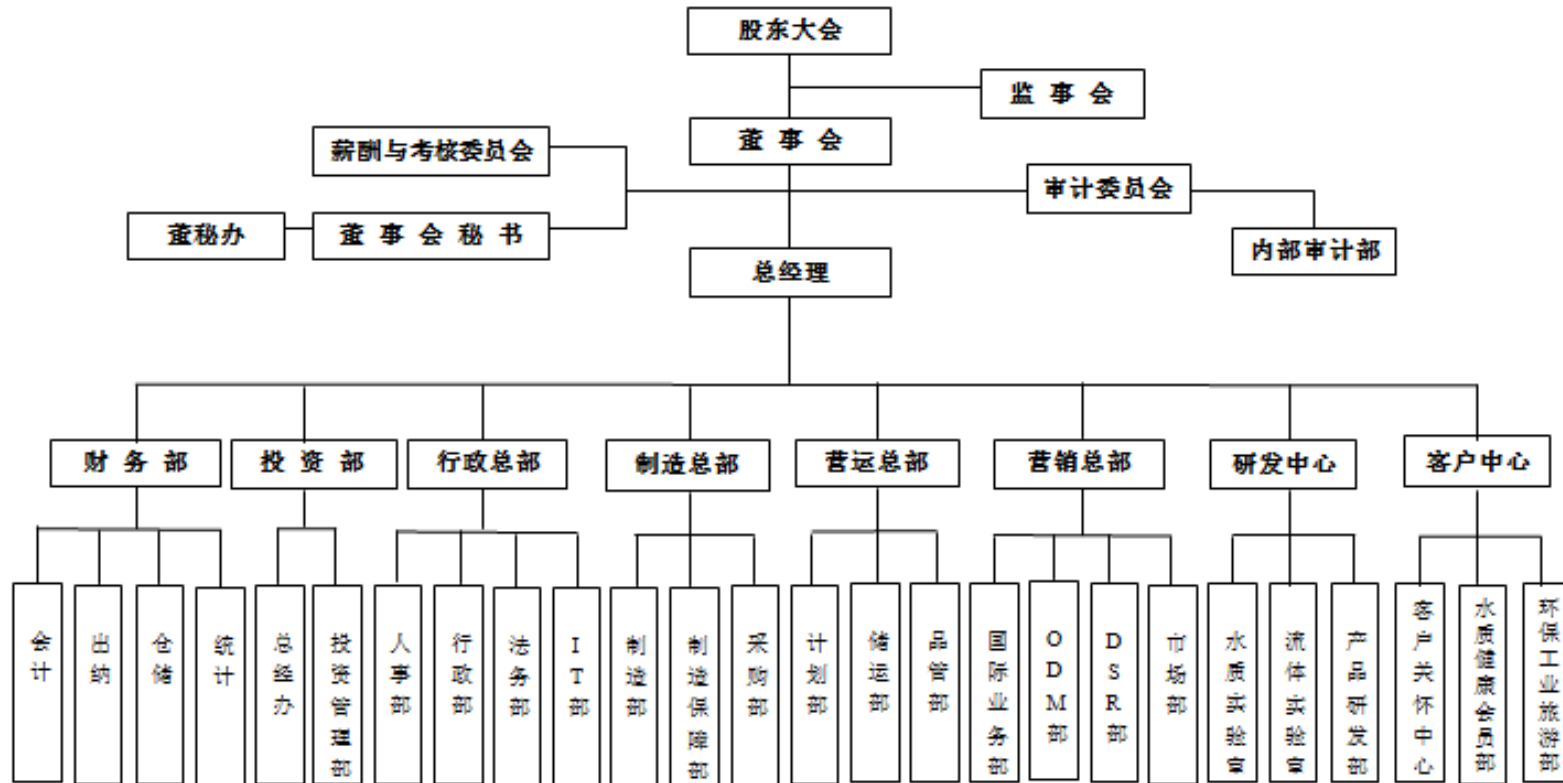 股东大会
监 事 会
董 事 会
薪酬与考核委员会
审计委员会
董秘办
董 事 会 秘 书
内部审计部
总经理
财 务 部
投 资 部
行政总部
制造总部
营运总部
营销总部
研发中心
客户中心
会计
出纳
仓储
统计
总经办
投资管理部
人事部
行政部
法务部
IT部
制造部
制造保障部
采购部
计划部
储运部
品管部
国际业务部
ODM部
DSR部
市场部
水质实验室
流体实验室
产品研发部
客户关怀中心
水质健康会员部
环保工业旅游部